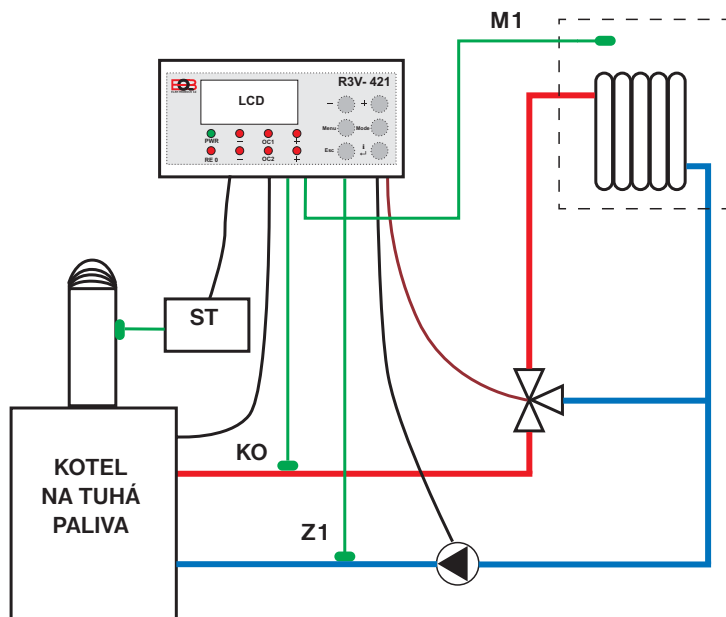 M1
R3V- 421
LCD
− +
PWR − OC1 +
Menu Mode
RE 0 − OC2 +
Esc
ST
KO
KOTEL
NA TUHÁ
PALIVA
Z1